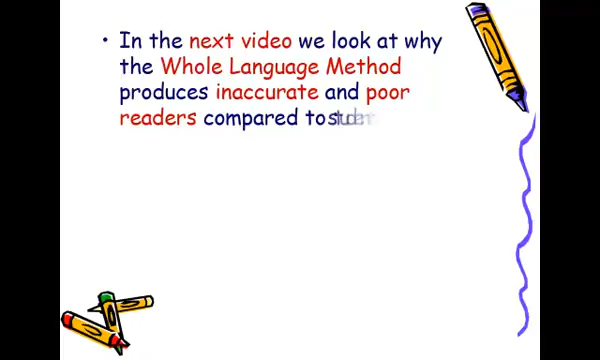 • In the next video we look at why
the Whole Language Method
produces inaccurate and poor
readers compared to